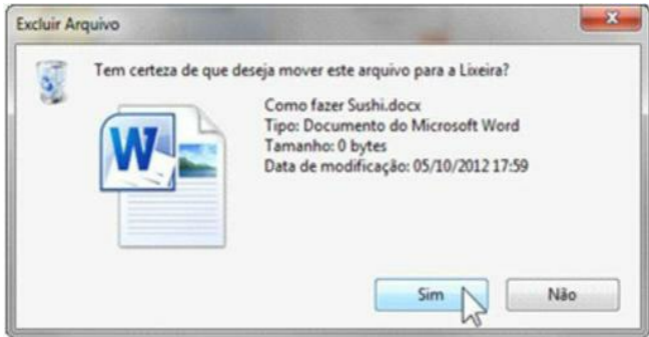 Excluir Arquivo
Tem certeza de que deseja mover este arquivo para a Lixeira?
Como fazer Sushi.docx
Tipo: Documento do Microsoft Word
Tamanho: 0 bytes
Data de modificação: 05/10/2012 17:59
W
Sim
Não